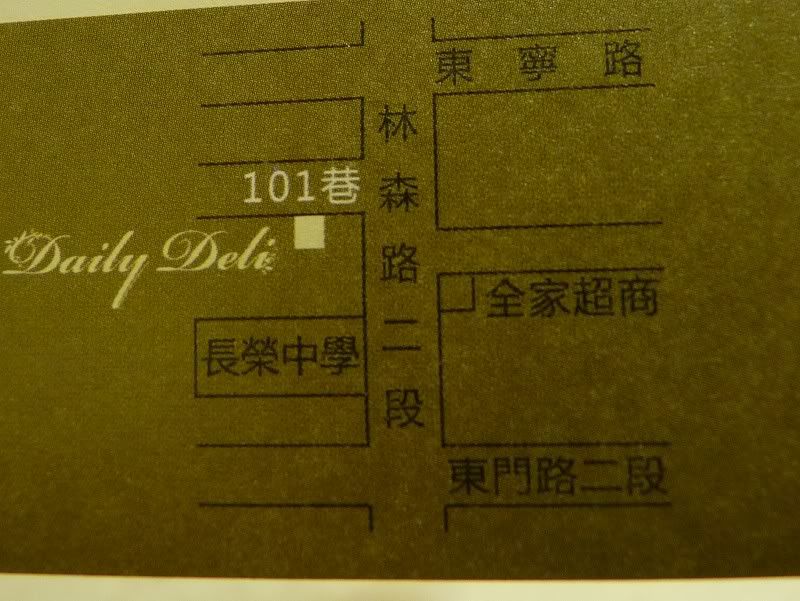 東寧路
林森路二段
101巷
Daily Deli
全家超商
長榮中學
東門路二段